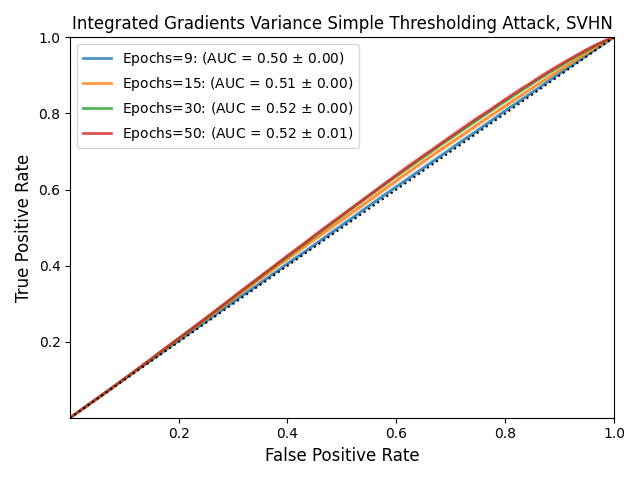 Integrated Gradients Variance Simple Thresholding Attack, SVHN
1.0
Epochs=9: (AUC = 0.50 ± 0.00)
Epochs=15: (AUC = 0.51 ± 0.00)
Epochs=30: (AUC = 0.52 ± 0.00)
Epochs=50: (AUC = 0.52 ± 0.01)
0.8
0.6
True Positive Rate
0.4
0.2
0.2 0.4 0.6 0.8 1.0
False Positive Rate